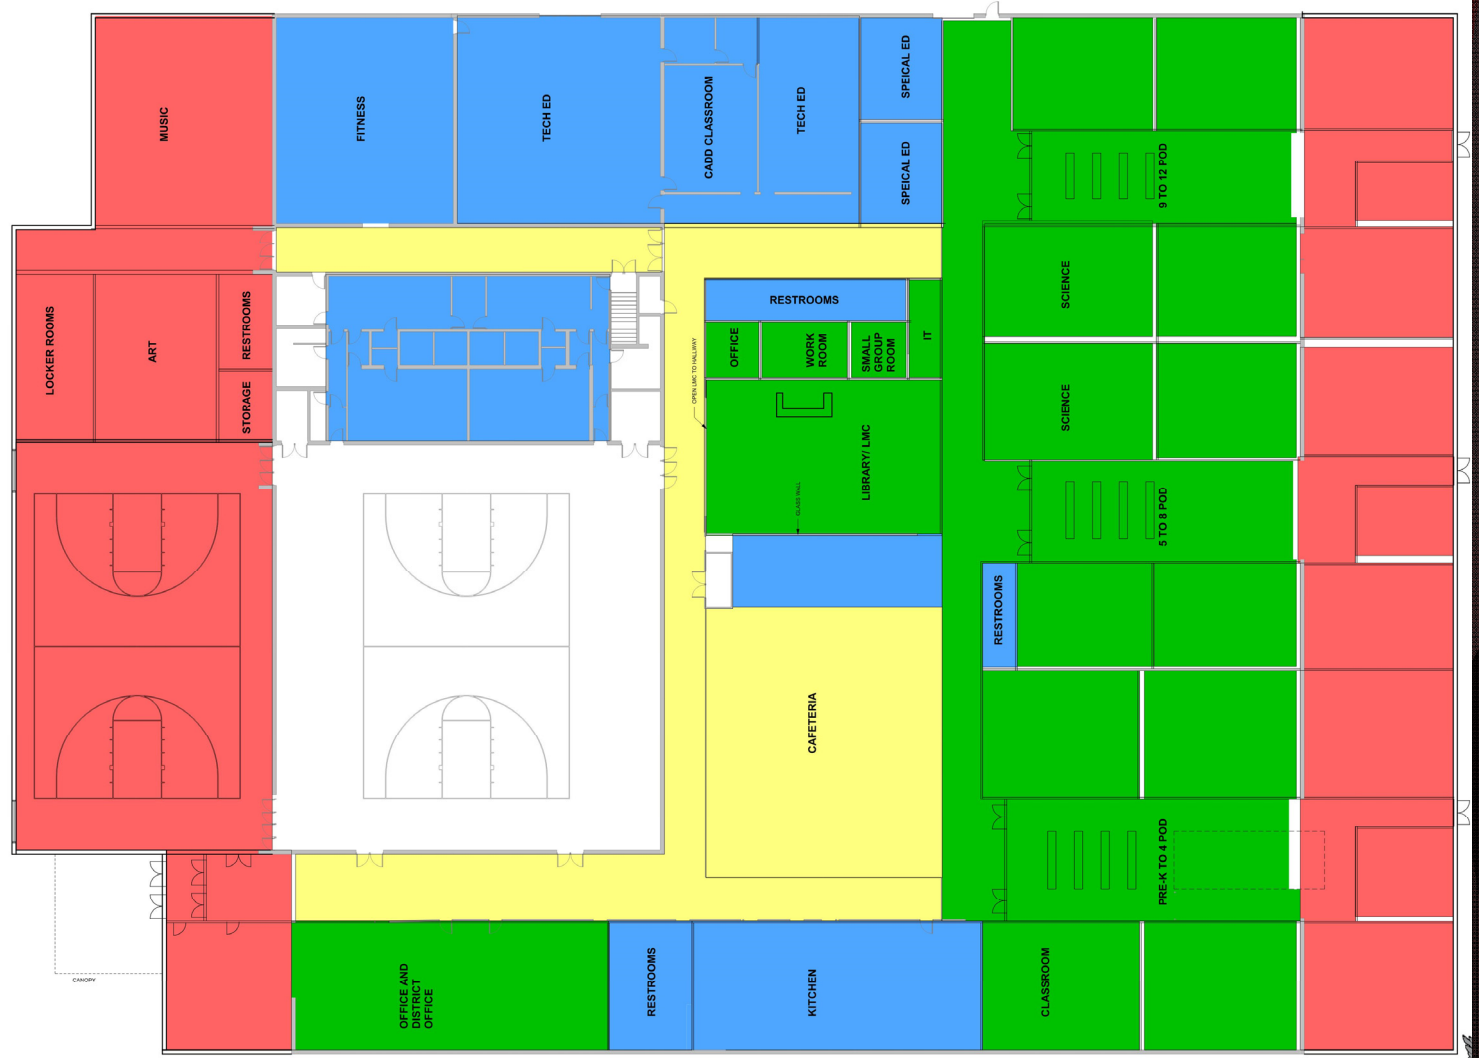 MUSIC
FITNESS
TECH ED
CADD CLASSROOM
TECH ED
SPEICAL ED
SPEICAL ED
9 TO 12 POD
LOCKER ROOMS
ART
RESTROOMS
STORAGE
RESTROOMS
OFFICE
WORK
ROOM
SMALL
GROUP
ROOM
IT
OPEN LMC TO HALLWAY
LIBRARY/ LMC
GLASS WALL
SCIENCE
SCIENCE
5 TO 8 POD
RESTROOMS
CAFETERIA
PRE-K TO 4 POD
CANOPY
OFFICE AND
DISTRICT
OFFICE
RESTROOMS
KITCHEN
CLASSROOM